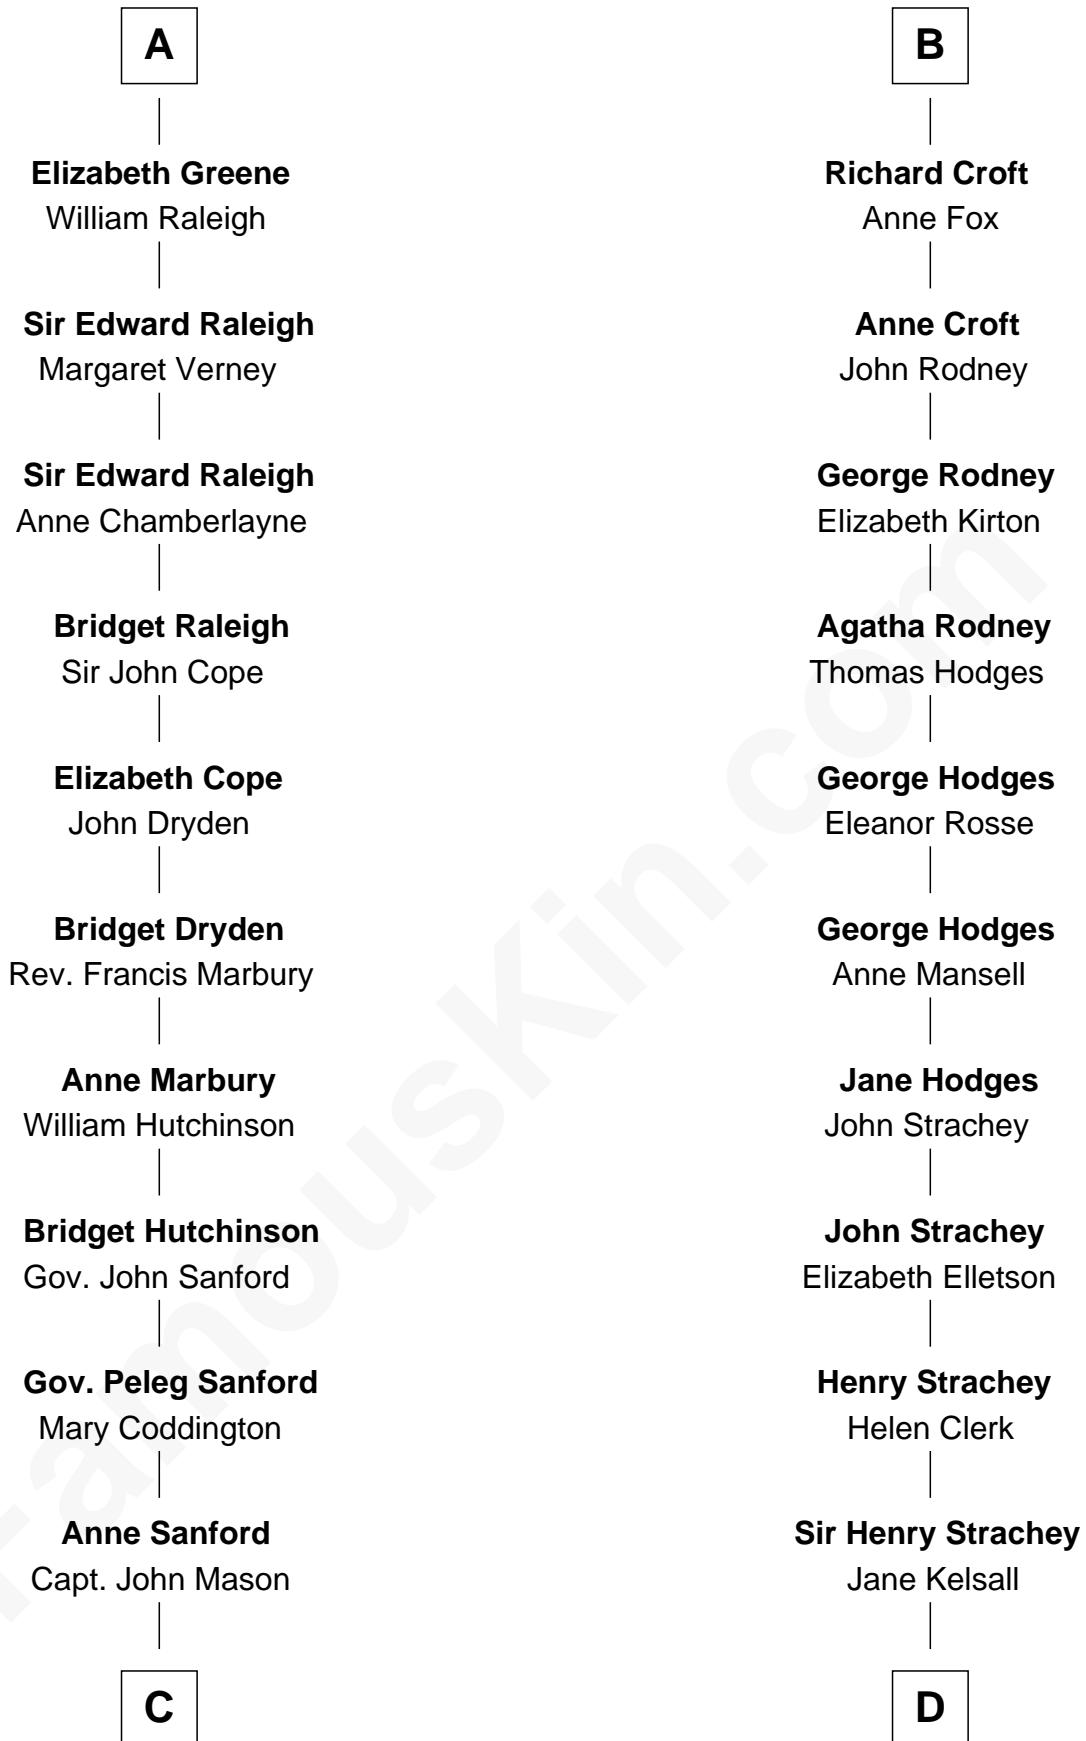 A
Elizabeth Greene
William Raleigh
Sir Edward Raleigh
Margaret Verney
Sir Edward Raleigh
Anne Chamberlayne
Bridget Raleigh
Sir John Cope
Elizabeth Cope
John Dryden
Bridget Dryden
Rev. Francis Marbury
Anne Marbury
William Hutchinson
Bridget Hutchinson
Gov. John Sanford
Gov. Peleg Sanford
Mary Coddington
Anne Sanford
Capt. John Mason
C
B
Richard Croft
Anne Fox
Anne Croft
John Rodney
George Rodney
Elizabeth Kirton
Agatha Rodney
Thomas Hodges
George Hodges
Eleanor Rosse
George Hodges
Anne Mansell
Jane Hodges
John Strachey
John Strachey
Elizabeth Elletson
Henry Strachey
Helen Clerk
Sir Henry Strachey
Jane Kelsall
D
FamousKin.com